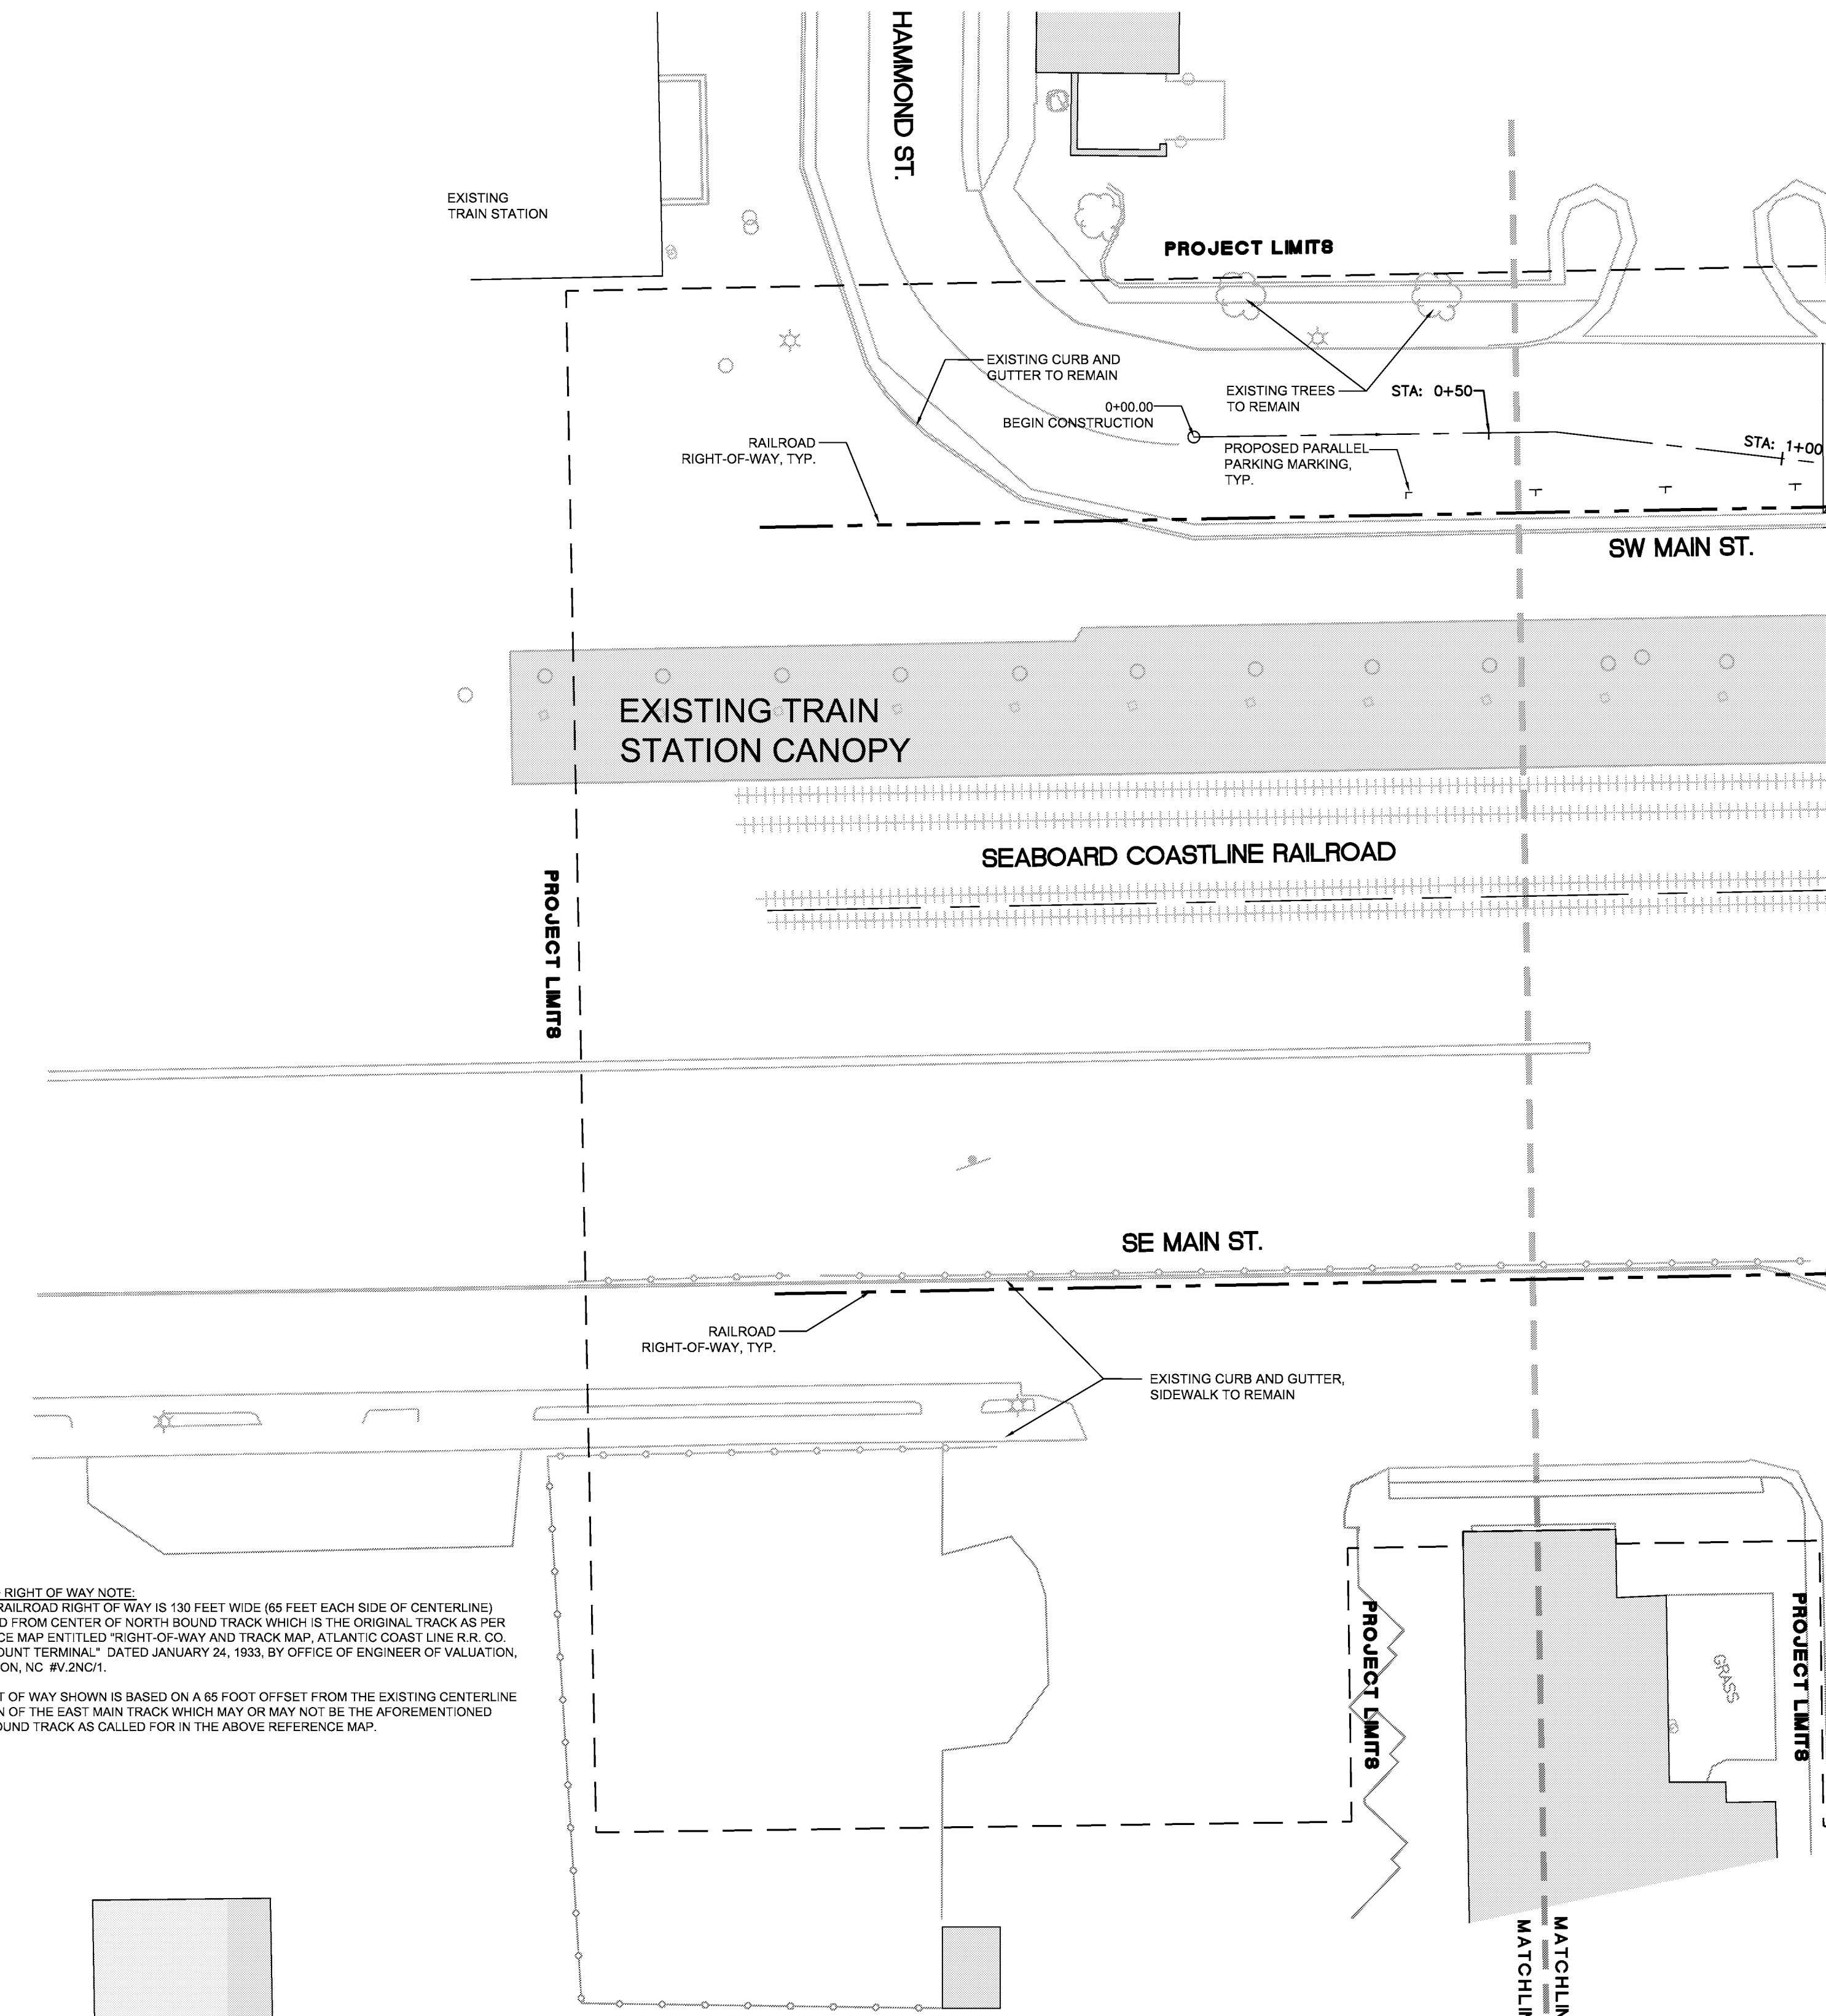 HAMMOND ST.
EXISTING
TRAIN STATION
PROJECT LIMITS
EXISTING CURB AND
GUTTER TO REMAIN
EXISTING TREES
TO REMAIN
STA: 0+50
0+00.00
BEGIN CONSTRUCTION
RAILROAD
RIGHT-OF-WAY, TYP.
PROPOSED PARALLEL
PARKING MARKING,
TYP.
STA: 1+00
SW MAIN ST.
EXISTING TRAIN
STATION CANOPY
SEABOARD COASTLINE RAILROAD
PROJECT LIMITS
SE MAIN ST.
RAILROAD
RIGHT-OF-WAY, TYP.
EXISTING CURB AND GUTTER,
SIDEWALK TO REMAIN
RIGHT OF WAY NOTE:
RAILROAD RIGHT OF WAY IS 130 FEET WIDE (65 FEET EACH SIDE OF CENTERLINE)
D FROM CENTER OF NORTH BOUND TRACK WHICH IS THE ORIGINAL TRACK AS PER
CE MAP ENTITLED "RIGHT-OF-WAY AND TRACK MAP, ATLANTIC COAST LINE R.R. CO.
OUNT TERMINAL" DATED JANUARY 24, 1933, BY OFFICE OF ENGINEER OF VALUATION,
ON, NC #V.2NC/1.
T OF WAY SHOWN IS BASED ON A 65 FOOT OFFSET FROM THE EXISTING CENTERLINE
N OF THE EAST MAIN TRACK WHICH MAY OR MAY NOT BE THE AFOREMENTIONED
OUND TRACK AS CALLED FOR IN THE ABOVE REFERENCE MAP.
PROJECT LIMITS
GRASS
PROJECT LIMITS
MATCHLIN
MATCHLIN